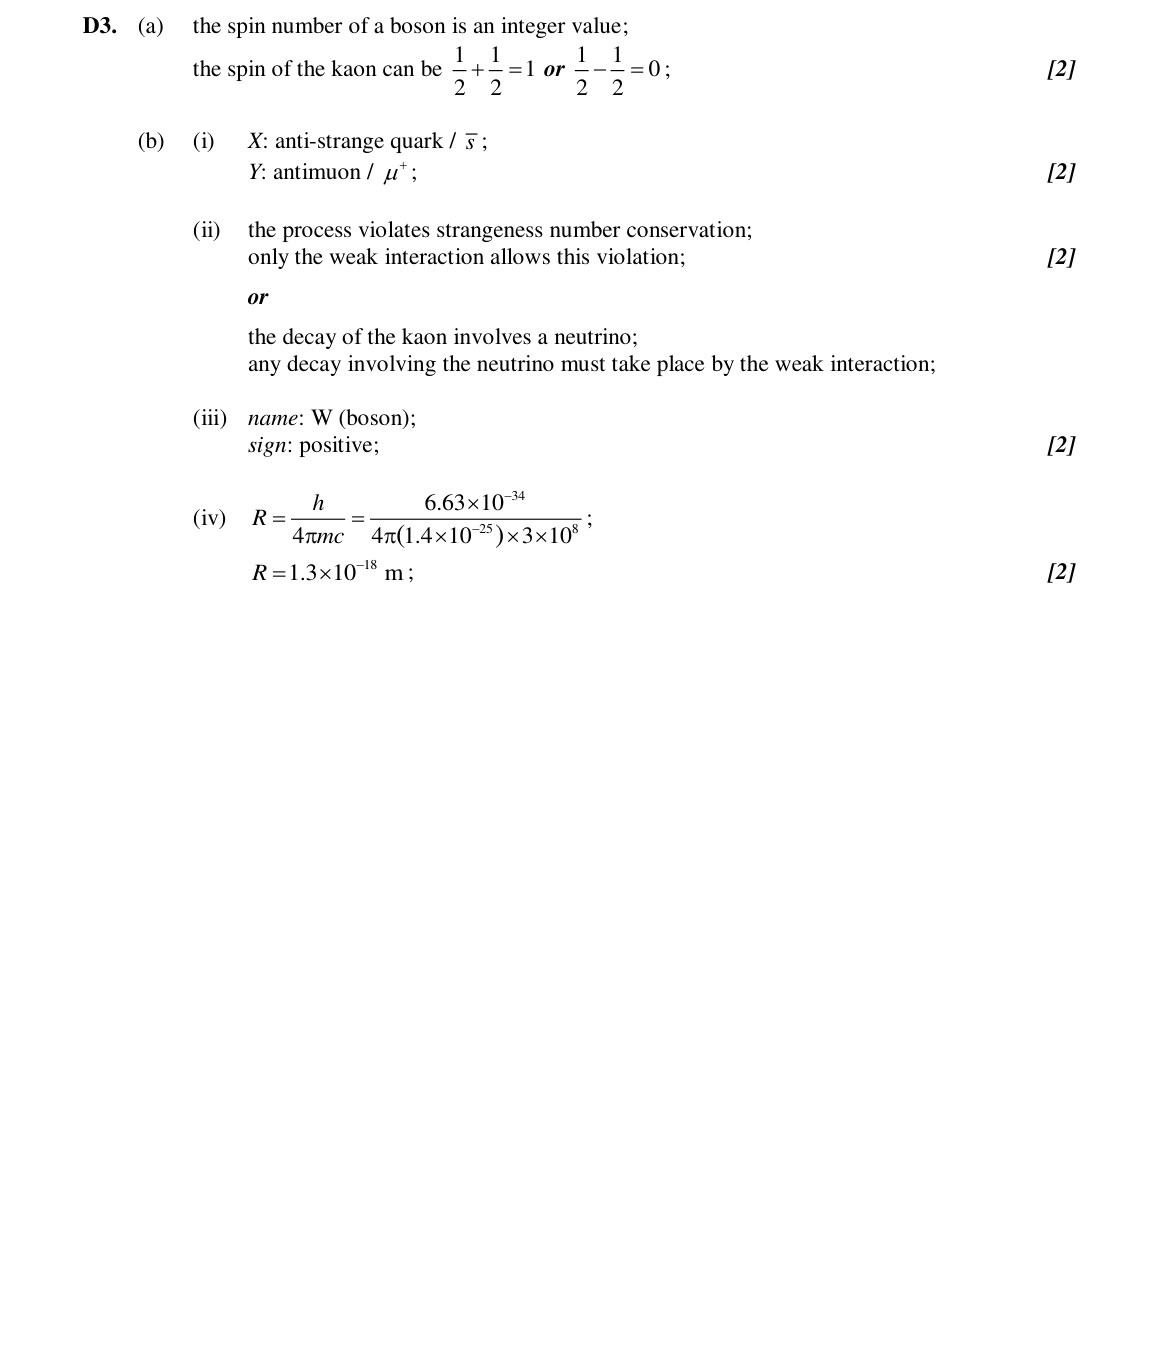 D3. (a) the spin number of a boson is an integer value;
the spin of the kaon can be 1/2 + 1/2 = 1 or 1/2 − 1/2 = 0; [2]
(b) (i) X: anti-strange quark / s̅;
Y: antimuon / μ⁺; [2]
(ii) the process violates strangeness number conservation;
only the weak interaction allows this violation; [2]
or
the decay of the kaon involves a neutrino;
any decay involving the neutrino must take place by the weak interaction;
(iii) name: W (boson);
sign: positive; [2]
(iv) R = h/4πmc = 6.63×10⁻³⁴/4π(1.4×10⁻²⁵)×3×10⁸;
R = 1.3×10⁻¹⁸ m; [2]